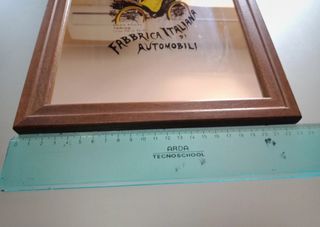 FABBRICA ITALIANA
DI
AUTOMOBILI
ARDA
TECNOSCHOOL